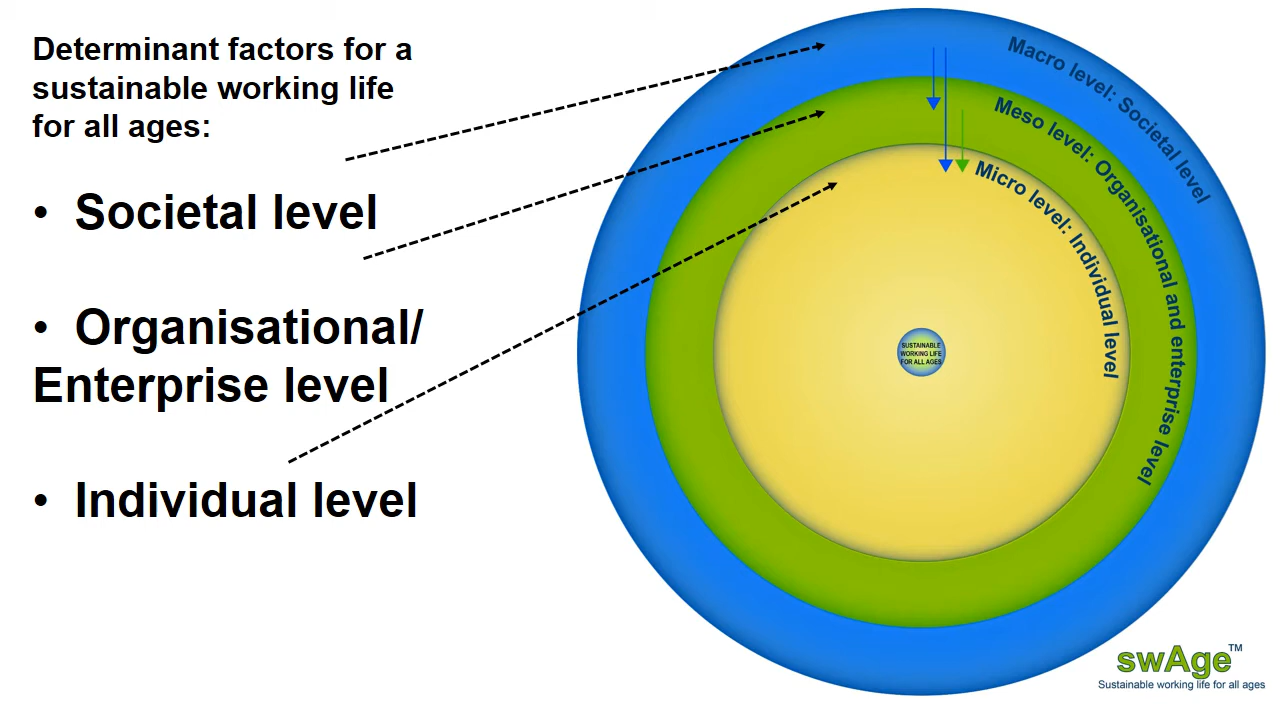 Determinant factors for a
sustainable working life
for all ages:
• Societal level
• Organisational/
Enterprise level
• Individual level
Macro level: Societal level
Meso level: Organisational and enterprise level
Micro level: Individual level
SUSTAINABLE
WORKING LIFE
FOR ALL AGES
swAge™
Sustainable working life for all ages